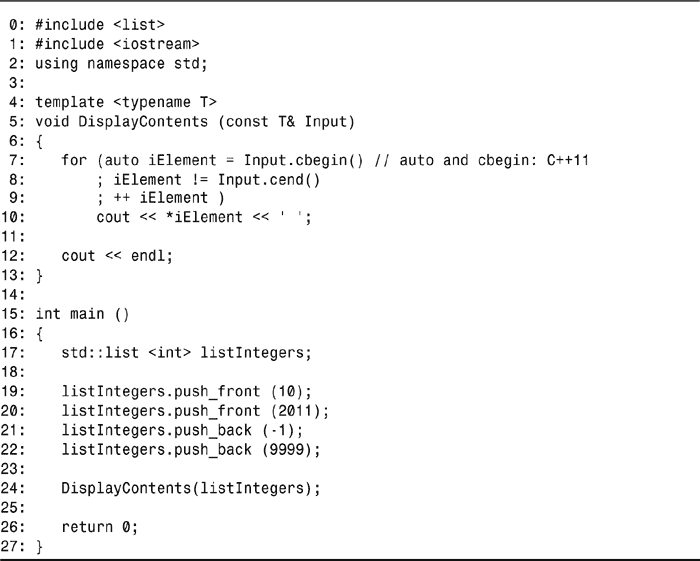 0: #include <list>
1: #include <iostream>
2: using namespace std;
3:
4: template <typename T>
5: void DisplayContents (const T& Input)
6: {
7:    for (auto iElement = Input.cbegin() // auto and cbegin: C++11
8:        ; iElement != Input.cend()
9:        ; ++ iElement )
10:        cout << *iElement << ' ';
11:
12:    cout << endl;
13: }
14:
15: int main ()
16: {
17:    std::list <int> listIntegers;
18:
19:    listIntegers.push_front (10);
20:    listIntegers.push_front (2011);
21:    listIntegers.push_back (-1);
22:    listIntegers.push_back (9999);
23:
24:    DisplayContents(listIntegers);
25:
26:    return 0;
27: }